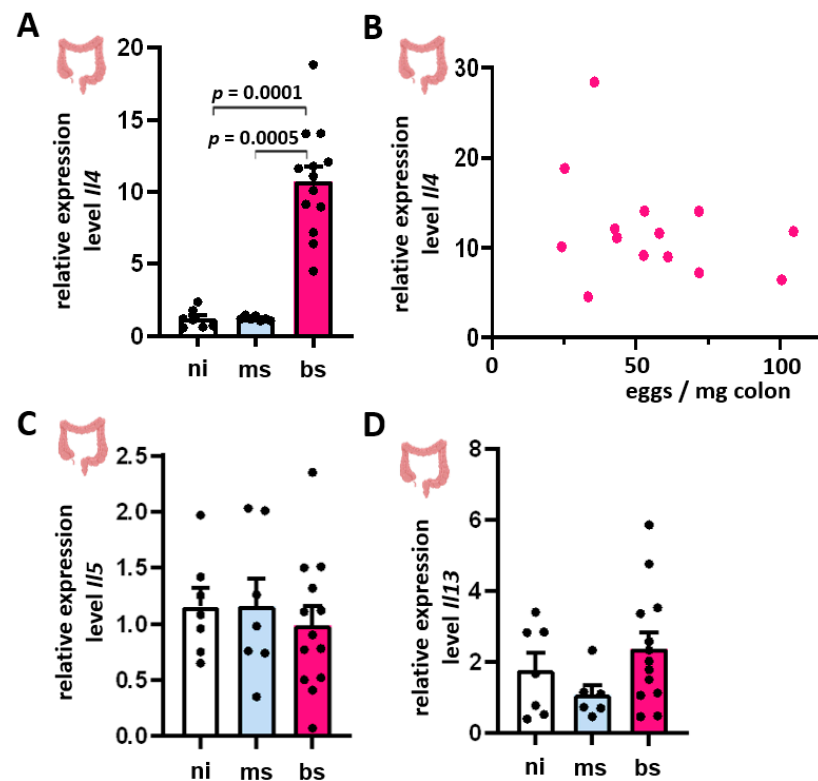 A
relative expression
level Il4
20
15
10
5
0
p = 0.0001
p = 0.0005
ni ms bs
B
relative expression
level Il4
30
20
10
0
0 50 100
eggs / mg colon
C
relative expression
level Il5
2.5
2.0
1.5
1.0
0.5
0.0
ni ms bs
D
relative expression
level Il13
8
6
4
2
0
ni ms bs